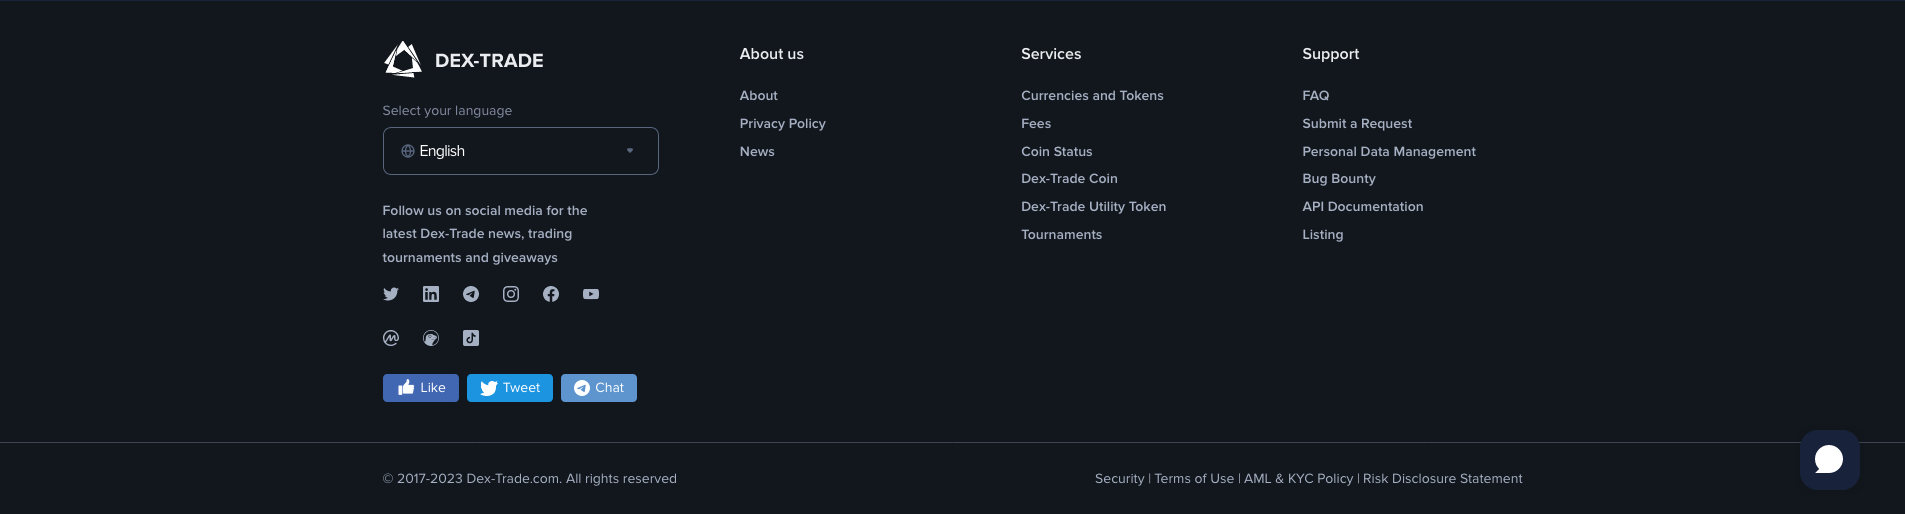 DEX-TRADE
Select your language
English
Follow us on social media for the
latest Dex-Trade news, trading
tournaments and giveaways
Like
Tweet
Chat
About us
About
Privacy Policy
News
Services
Currencies and Tokens
Fees
Coin Status
Dex-Trade Coin
Dex-Trade Utility Token
Tournaments
Support
FAQ
Submit a Request
Personal Data Management
Bug Bounty
API Documentation
Listing
© 2017-2023 Dex-Trade.com. All rights reserved
Security | Terms of Use | AML & KYC Policy | Risk Disclosure Statement